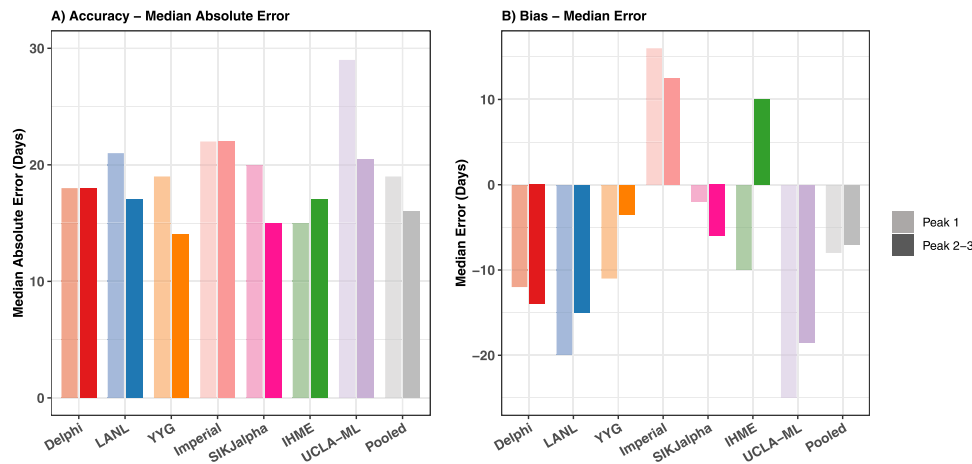 A) Accuracy – Median Absolute Error
Median Absolute Error (Days)
30
20
10
0
Delphi
LANL
YYG
Imperial
SIKJalpha
IHME
UCLA–ML
Pooled
B) Bias – Median Error
Median Error (Days)
10
0
−10
−20
Delphi
LANL
YYG
Imperial
SIKJalpha
IHME
UCLA–ML
Pooled
Peak 1
Peak 2–3